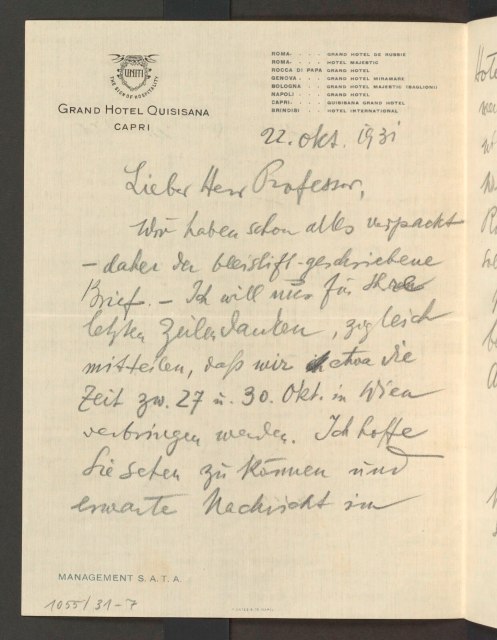 UNITI
THE SIGN OF HOSPITALITY
GRAND HOTEL QUISISANA
CAPRI
ROMA . . . . GRAND HOTEL DE RUSSIE
ROMA . . . . HOTEL MAJESTIC
ROCCA DI PAPA GRAND HOTEL
GENOVA . . . . GRAND HOTEL MIRAMARE
BOLOGNA . . . GRAND HOTEL MAJESTIC (BAGLIONI)
NAPOLI . . . . GRAND HOTEL
CAPRI . . . . QUISISANA GRAND HOTEL
BRINDISI . . . HOTEL INTERNATIONAL
22. Okt. 1931
Lieber Herr Professor,
Wir haben schon alles verpackt
– daher der bleistift-geschriebene
Brief. – Ich will nur für Ihre
letzten Zeilen danken, zugleich
mitteilen, daß wir etwa die
Zeit zw. 27 u. 30. Okt. in Wien
verbringen werden. Ich hoffe
Sie sehen zu können und
erwarte Nachricht im
MANAGEMENT S.A.T.A.
1055/31-7